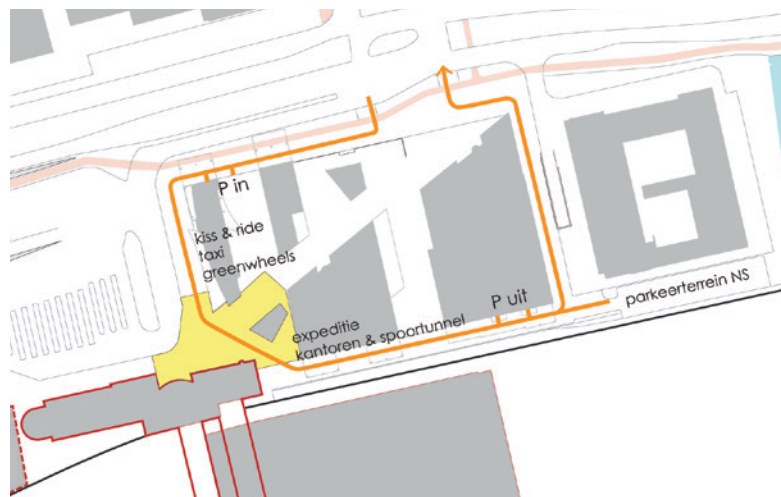 P in
kiss & ride
taxi
greenwheels
P uit
parkeerterrein NS
expeditie
kantoren & spoortunnel